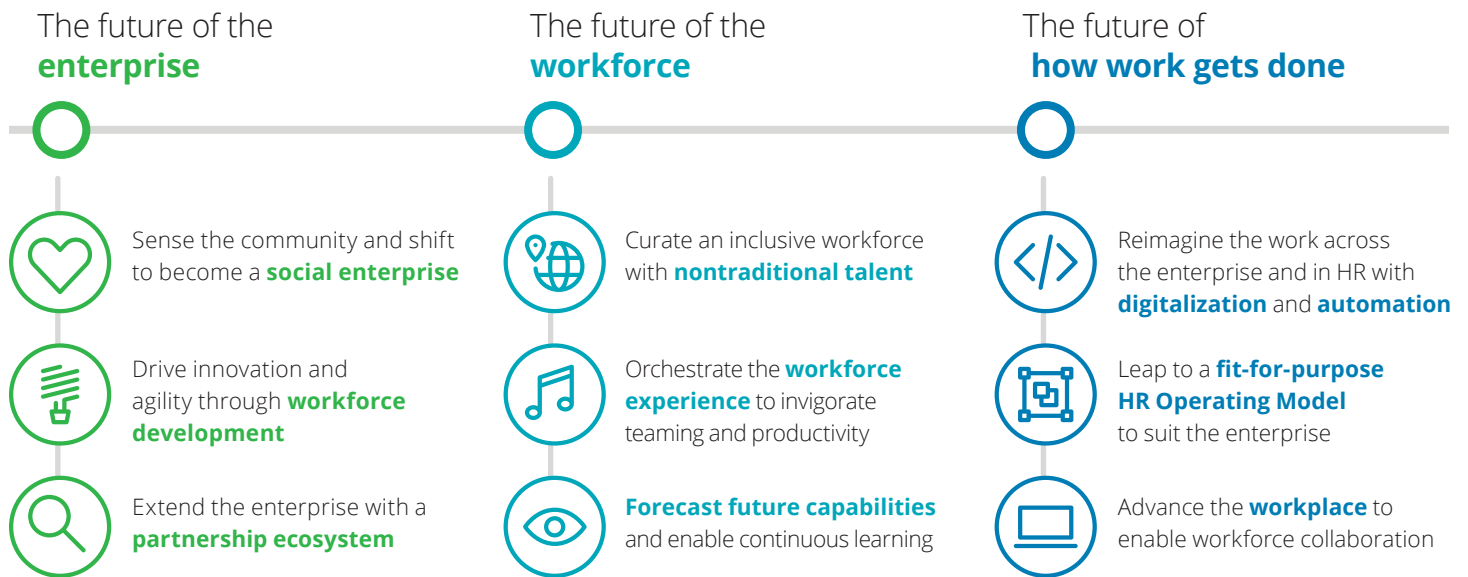 The future of the
enterprise
Sense the community and shift
to become a social enterprise
Drive innovation and
agility through workforce
development
Extend the enterprise with a
partnership ecosystem
The future of the
workforce
Curate an inclusive workforce
with nontraditional talent
Orchestrate the workforce
experience to invigorate
teaming and productivity
Forecast future capabilities
and enable continuous learning
The future of
how work gets done
Reimagine the work across
the enterprise and in HR with
digitalization and automation
Leap to a fit-for-purpose
HR Operating Model
to suit the enterprise
Advance the workplace to
enable workforce collaboration